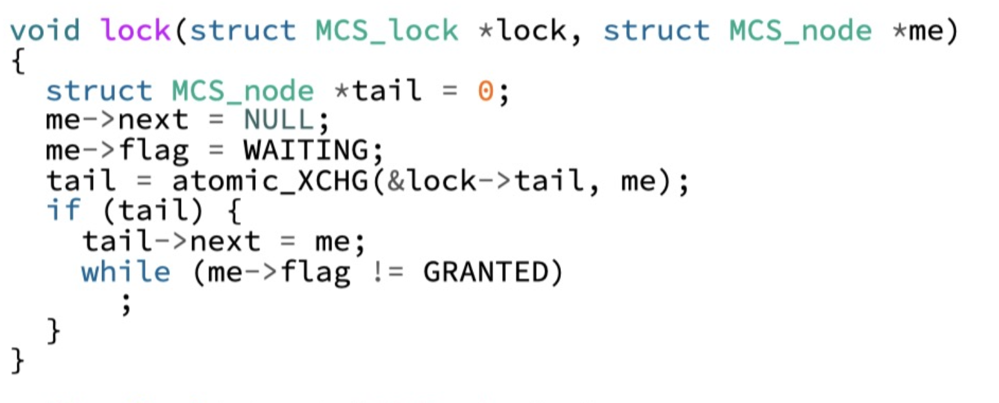 void lock(struct MCS_lock *lock, struct MCS_node *me)
{
  struct MCS_node *tail = 0;
  me->next = NULL;
  me->flag = WAITING;
  tail = atomic_XCHG(&lock->tail, me);
  if (tail) {
    tail->next = me;
    while (me->flag != GRANTED)
      ;
  }
}